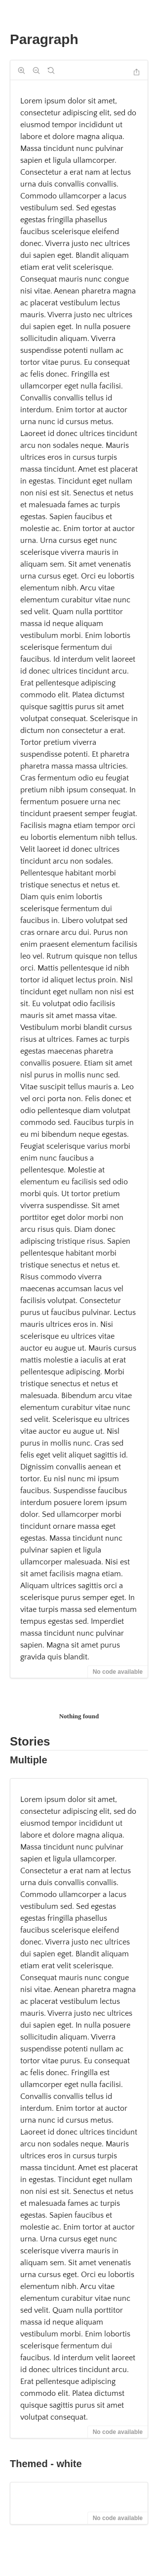 Paragraph
Lorem ipsum dolor sit amet,
consectetur adipiscing elit, sed do
eiusmod tempor incididunt ut
labore et dolore magna aliqua.
Massa tincidunt nunc pulvinar
sapien et ligula ullamcorper.
Consectetur a erat nam at lectus
urna duis convallis convallis.
Commodo ullamcorper a lacus
vestibulum sed. Sed egestas
egestas fringilla phasellus
faucibus scelerisque eleifend
donec. Viverra justo nec ultrices
dui sapien eget. Blandit aliquam
etiam erat velit scelerisque.
Consequat mauris nunc congue
nisi vitae. Aenean pharetra magna
ac placerat vestibulum lectus
mauris. Viverra justo nec ultrices
dui sapien eget. In nulla posuere
sollicitudin aliquam. Viverra
suspendisse potenti nullam ac
tortor vitae purus. Eu consequat
ac felis donec. Fringilla est
ullamcorper eget nulla facilisi.
Convallis convallis tellus id
interdum. Enim tortor at auctor
urna nunc id cursus metus.
Laoreet id donec ultrices tincidunt
arcu non sodales neque. Mauris
ultrices eros in cursus turpis
massa tincidunt. Amet est placerat
in egestas. Tincidunt eget nullam
non nisi est sit. Senectus et netus
et malesuada fames ac turpis
egestas. Sapien faucibus et
molestie ac. Enim tortor at auctor
urna. Urna cursus eget nunc
scelerisque viverra mauris in
aliquam sem. Sit amet venenatis
urna cursus eget. Orci eu lobortis
elementum nibh. Arcu vitae
elementum curabitur vitae nunc
sed velit. Quam nulla porttitor
massa id neque aliquam
vestibulum morbi. Enim lobortis
scelerisque fermentum dui
faucibus. Id interdum velit laoreet
id donec ultrices tincidunt arcu.
Erat pellentesque adipiscing
commodo elit. Platea dictumst
quisque sagittis purus sit amet
volutpat consequat. Scelerisque in
dictum non consectetur a erat.
Tortor pretium viverra
suspendisse potenti. Et pharetra
pharetra massa massa ultricies.
Cras fermentum odio eu feugiat
pretium nibh ipsum consequat. In
fermentum posuere urna nec
tincidunt praesent semper feugiat.
Facilisis magna etiam tempor orci
eu lobortis elementum nibh tellus.
Velit laoreet id donec ultrices
tincidunt arcu non sodales.
Pellentesque habitant morbi
tristique senectus et netus et.
Diam quis enim lobortis
scelerisque fermentum dui
faucibus in. Libero volutpat sed
cras ornare arcu dui. Purus non
enim praesent elementum facilisis
leo vel. Rutrum quisque non tellus
orci. Mattis pellentesque id nibh
tortor id aliquet lectus proin. Nisl
tincidunt eget nullam non nisi est
sit. Eu volutpat odio facilisis
mauris sit amet massa vitae.
Vestibulum morbi blandit cursus
risus at ultrices. Fames ac turpis
egestas maecenas pharetra
convallis posuere. Etiam sit amet
nisl purus in mollis nunc sed.
Vitae suscipit tellus mauris a. Leo
vel orci porta non. Felis donec et
odio pellentesque diam volutpat
commodo sed. Faucibus turpis in
eu mi bibendum neque egestas.
Feugiat scelerisque varius morbi
enim nunc faucibus a
pellentesque. Molestie at
elementum eu facilisis sed odio
morbi quis. Ut tortor pretium
viverra suspendisse. Sit amet
porttitor eget dolor morbi non
arcu risus quis. Diam donec
adipiscing tristique risus. Sapien
pellentesque habitant morbi
tristique senectus et netus et.
Risus commodo viverra
maecenas accumsan lacus vel
facilisis volutpat. Consectetur
purus ut faucibus pulvinar. Lectus
mauris ultrices eros in. Nisi
scelerisque eu ultrices vitae
auctor eu augue ut. Mauris cursus
mattis molestie a iaculis at erat
pellentesque adipiscing. Morbi
tristique senectus et netus et
malesuada. Bibendum arcu vitae
elementum curabitur vitae nunc
sed velit. Scelerisque eu ultrices
vitae auctor eu augue ut. Nisl
purus in mollis nunc. Cras sed
felis eget velit aliquet sagittis id.
Dignissim convallis aenean et
tortor. Eu nisl nunc mi ipsum
faucibus. Suspendisse faucibus
interdum posuere lorem ipsum
dolor. Sed ullamcorper morbi
tincidunt ornare massa eget
egestas. Massa tincidunt nunc
pulvinar sapien et ligula
ullamcorper malesuada. Nisi est
sit amet facilisis magna etiam.
Aliquam ultrices sagittis orci a
scelerisque purus semper eget. In
vitae turpis massa sed elementum
tempus egestas sed. Imperdiet
massa tincidunt nunc pulvinar
sapien. Magna sit amet purus
gravida quis blandit.
No code available
Nothing found
Stories
Multiple
Lorem ipsum dolor sit amet,
consectetur adipiscing elit, sed do
eiusmod tempor incididunt ut
labore et dolore magna aliqua.
Massa tincidunt nunc pulvinar
sapien et ligula ullamcorper.
Consectetur a erat nam at lectus
urna duis convallis convallis.
Commodo ullamcorper a lacus
vestibulum sed. Sed egestas
egestas fringilla phasellus
faucibus scelerisque eleifend
donec. Viverra justo nec ultrices
dui sapien eget. Blandit aliquam
etiam erat velit scelerisque.
Consequat mauris nunc congue
nisi vitae. Aenean pharetra magna
ac placerat vestibulum lectus
mauris. Viverra justo nec ultrices
dui sapien eget. In nulla posuere
sollicitudin aliquam. Viverra
suspendisse potenti nullam ac
tortor vitae purus. Eu consequat
ac felis donec. Fringilla est
ullamcorper eget nulla facilisi.
Convallis convallis tellus id
interdum. Enim tortor at auctor
urna nunc id cursus metus.
Laoreet id donec ultrices tincidunt
arcu non sodales neque. Mauris
ultrices eros in cursus turpis
massa tincidunt. Amet est placerat
in egestas. Tincidunt eget nullam
non nisi est sit. Senectus et netus
et malesuada fames ac turpis
egestas. Sapien faucibus et
molestie ac. Enim tortor at auctor
urna. Urna cursus eget nunc
scelerisque viverra mauris in
aliquam sem. Sit amet venenatis
urna cursus eget. Orci eu lobortis
elementum nibh. Arcu vitae
elementum curabitur vitae nunc
sed velit. Quam nulla porttitor
massa id neque aliquam
vestibulum morbi. Enim lobortis
scelerisque fermentum dui
faucibus. Id interdum velit laoreet
id donec ultrices tincidunt arcu.
Erat pellentesque adipiscing
commodo elit. Platea dictumst
quisque sagittis purus sit amet
volutpat consequat.
No code available
Themed - white
No code available